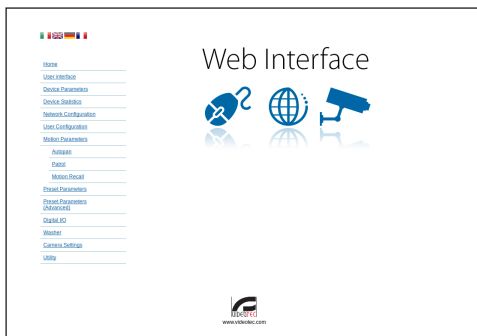 Web Interface
Home
User interface
Device Parameters
Device Statistics
Network Configuration
User Configuration
Motion Parameters
Autopan
Patrol
Motion Recall
Preset Parameters
Preset Parameters
(Advanced)
Digital I/O
Washer
Camera Settings
Utility
VIDEOTEC
www.videotec.com